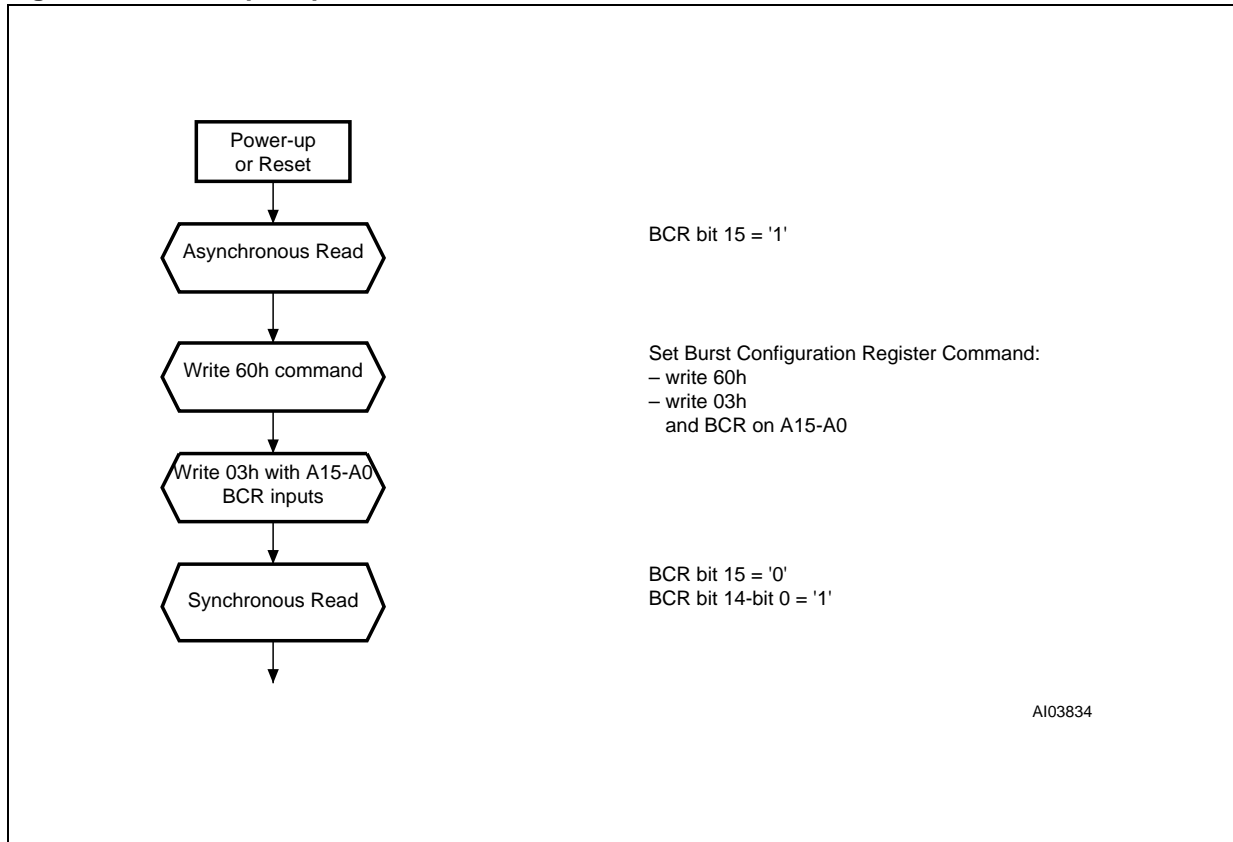 Power-up
or Reset
Asynchronous Read
BCR bit 15 = '1'
Write 60h command
Set Burst Configuration Register Command:
– write 60h
– write 03h
and BCR on A15-A0
Write 03h with A15-A0
BCR inputs
Synchronous Read
BCR bit 15 = '0'
BCR bit 14-bit 0 = '1'
AI03834